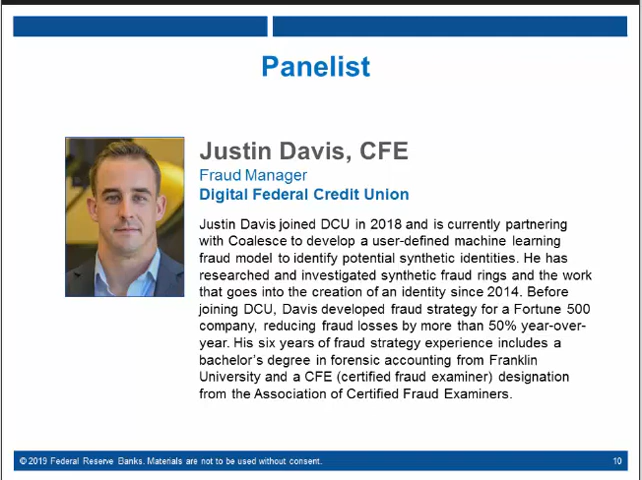 Panelist
Justin Davis, CFE
Fraud Manager
Digital Federal Credit Union
Justin Davis joined DCU in 2018 and is currently partnering
with Coalesce to develop a user-defined machine learning
fraud model to identify potential synthetic identities. He has
researched and investigated synthetic fraud rings and the work
that goes into the creation of an identity since 2014. Before
joining DCU, Davis developed fraud strategy for a Fortune 500
company, reducing fraud losses by more than 50% year-over-
year. His six years of fraud strategy experience includes a
bachelor's degree in forensic accounting from Franklin
University and a CFE (certified fraud examiner) designation
from the Association of Certified Fraud Examiners.
© 2019 Federal Reserve Banks. Materials are not to be used without consent. 10